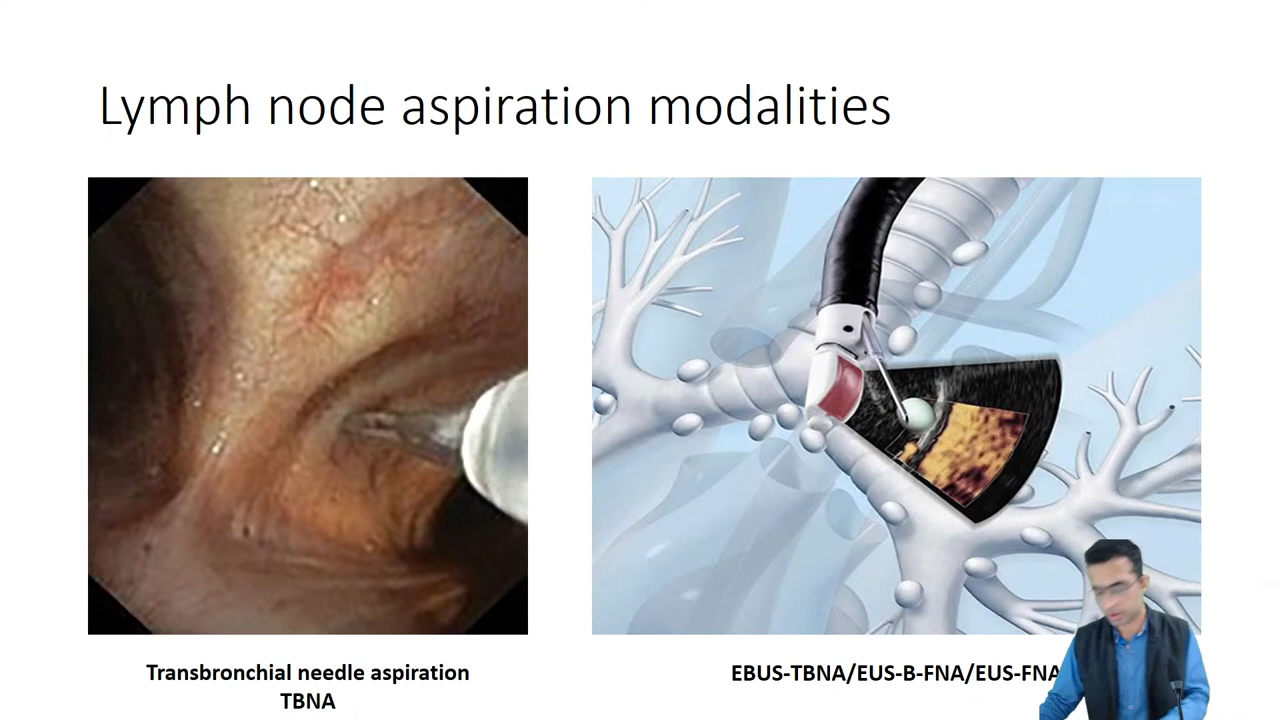 Lymph node aspiration modalities
Transbronchial needle aspiration
TBNA
EBUS-TBNA/EUS-B-FNA/EUS-FNA